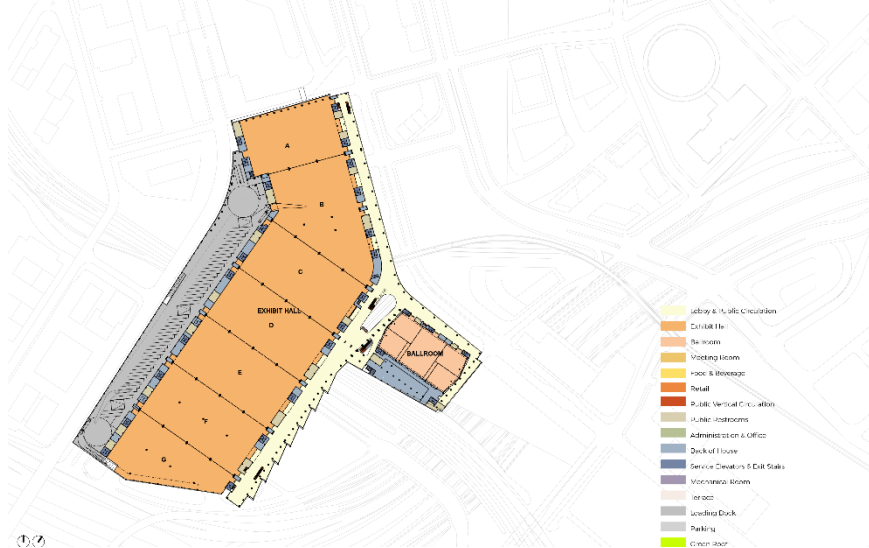 A
B
C
EXHIBIT HALL
D
BALLROOM
E
F
G
Lobby & Public Circulation
Exhibit Hall
Ballroom
Meeting Room
Food & Beverage
Retail
Public Vertical Circulation
Public Restrooms
Administration & Office
Back of House
Service Elevators & Exit Stairs
Mechanical Room
Terrace
Loading Dock
Parking
Green Roof